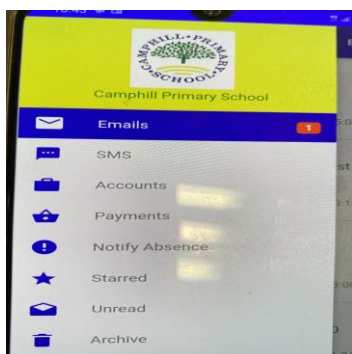 CAMPHILL PRIMARY
SCHOOL
Camphill Primary School
Emails 1
SMS
Accounts
Payments
Notify Absence
Starred
Unread
Archive